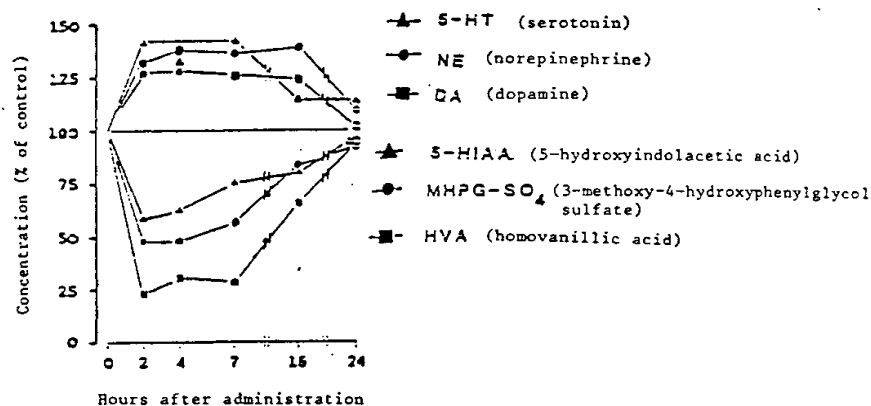 150
125
100
75
50
25
0
Concentration (% of control)
0 2 4 7 16 24
Hours after administration
5-HT (serotonin)
NE (norepinephrine)
DA (dopamine)
5-HIAA (5-hydroxyindolacetic acid)
MHPG-SO4 (3-methoxy-4-hydroxyphenylglycol
sulfate)
HVA (homovanillic acid)